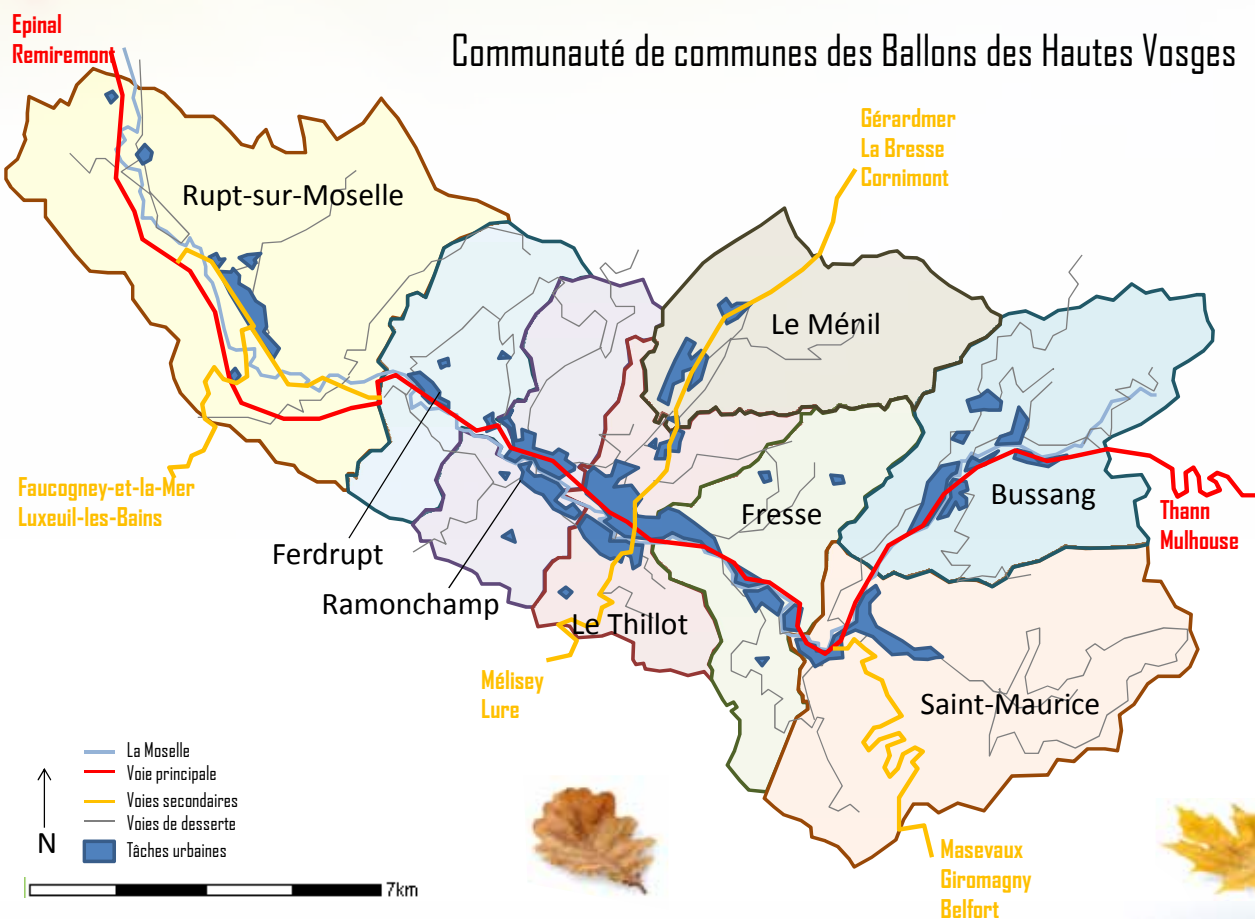 Epinal
Remiremont
Communauté de communes des Ballons des Hautes Vosges
Gérardmer
La Bresse
Cornimont
Rupt-sur-Moselle
Le Ménil
Faucogney-et-la-Mer
Luxeuil-les-Bains
Ferdrupt
Ramonchamp
Le Thillot
Fresse
Bussang
Thann
Mulhouse
Mélisey
Lure
Saint-Maurice
Masevaux
Giromagny
Belfort
La Moselle
Voie principale
Voies secondaires
Voies de desserte
Tâches urbaines
N
7km